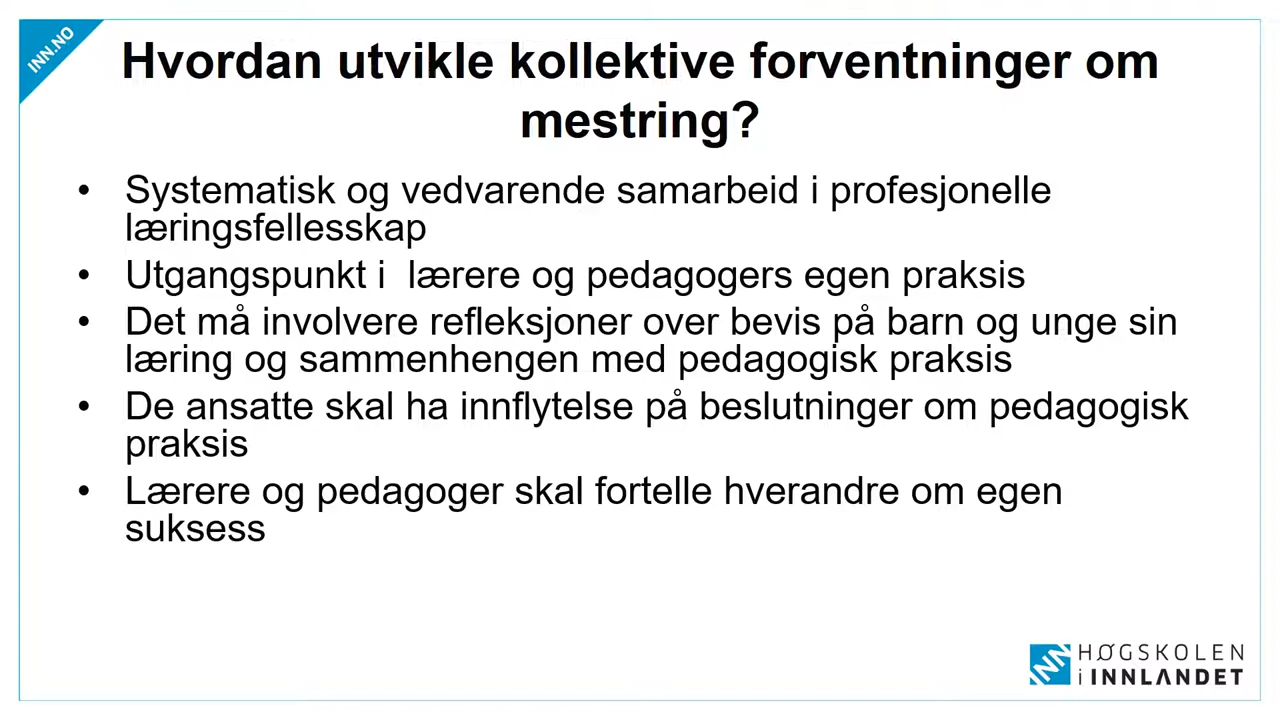 INN.NO
Hvordan utvikle kollektive forventninger om
mestring?
• Systematisk og vedvarende samarbeid i profesjonelle
læringsfellesskap
• Utgangspunkt i  lærere og pedagogers egen praksis
• Det må involvere refleksjoner over bevis på barn og unge sin
læring og sammenhengen med pedagogisk praksis
• De ansatte skal ha innflytelse på beslutninger om pedagogisk
praksis
• Lærere og pedagoger skal fortelle hverandre om egen
suksess
INN
HØGSKOLEN
i INNLANDET